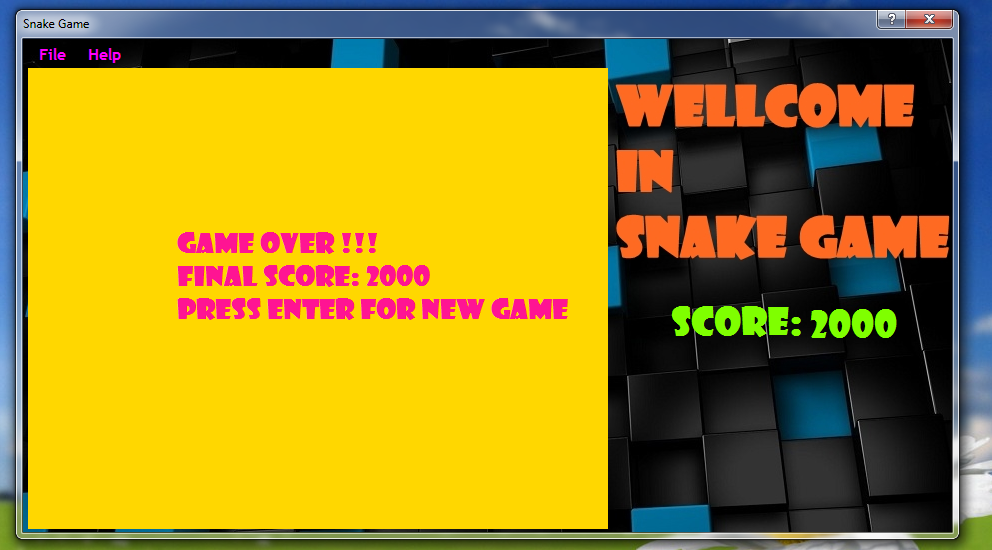 Snake Game
?
File Help
WELLCOME
IN
SNAKE GAME
GAME OVER !!!
FINAL SCORE: 2000
PRESS ENTER FOR NEW GAME
SCORE: 2000